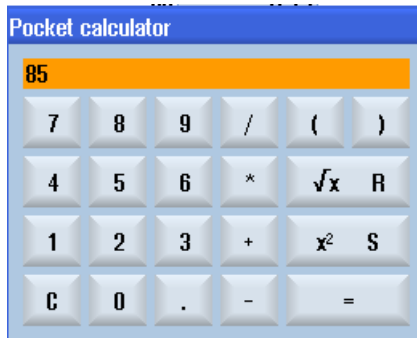 Pocket calculator
85
7 8 9 / ( )
4 5 6 * √x R
1 2 3 + x² S
C 0 . - =